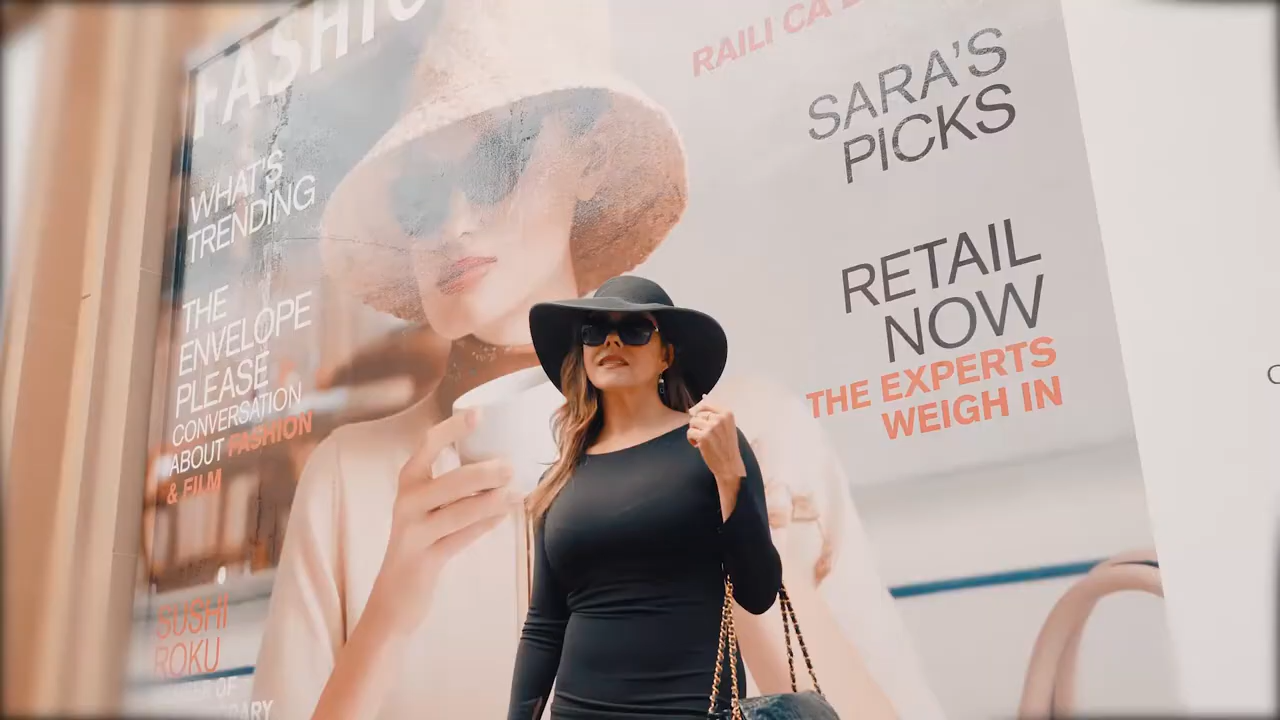 FASHIO
WHAT'S
TRENDING
THE
ENVELOPE
PLEASE
CONVERSATION
ABOUT FASHION
& FILM
SUSHI
ROKU
OF
RAILI CA
SARA'S
PICKS
RETAIL
NOW
THE EXPERTS
WEIGH IN